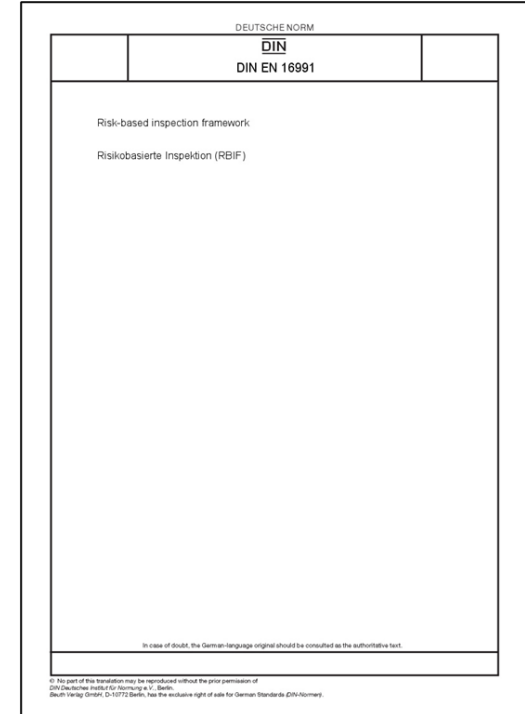 DEUTSCHE NORM
DIN
DIN EN 16991
Risk-based inspection framework
Risikobasierte Inspektion (RBIF)
In case of doubt, the German-language original should be consulted as the authoritative text.
© No part of this translation may be reproduced without the prior permission of
DIN Deutsches Institut für Normung e. V., Berlin.
Beuth Verlag GmbH, D-10772 Berlin, has the exclusive right of sale for German Standards (DIN-Normen).